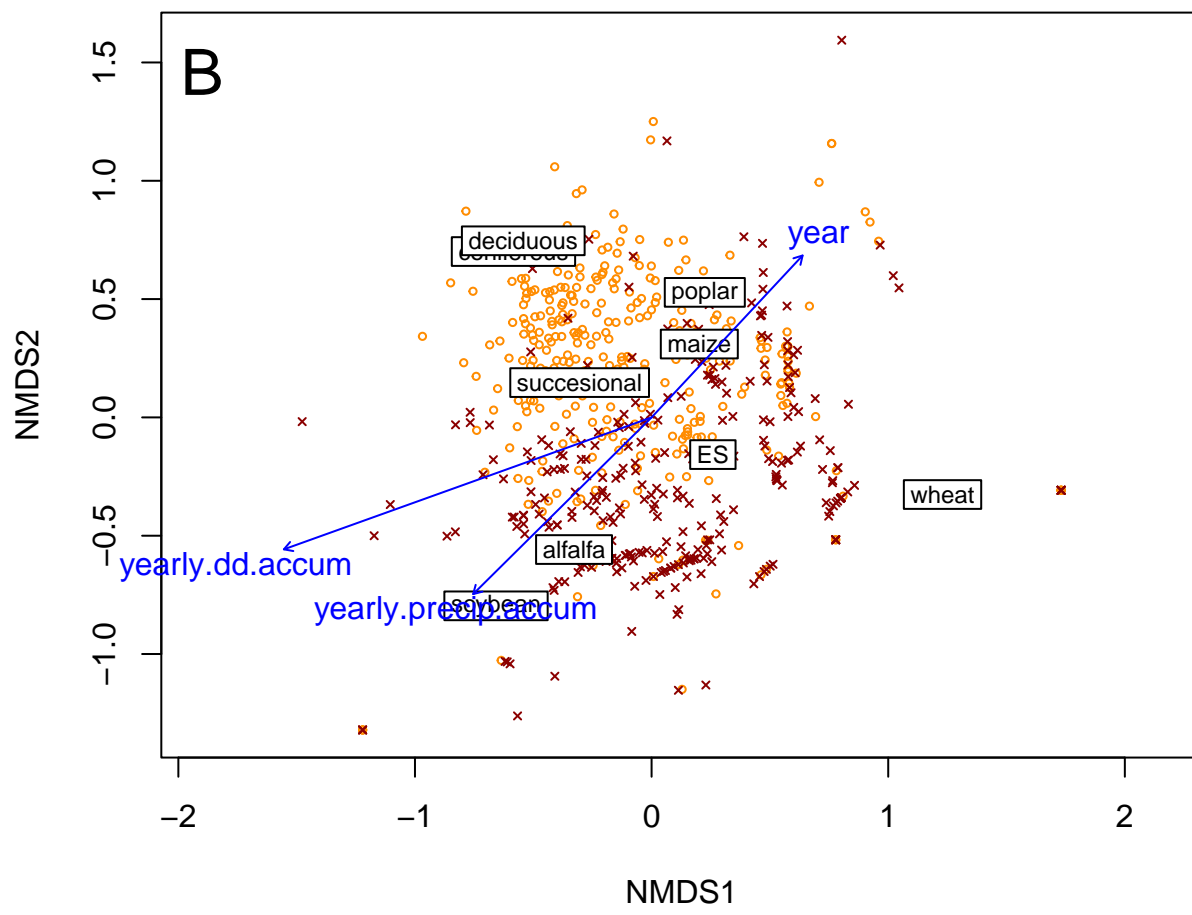 B
1.5
1.0
0.5
0.0
−0.5
−1.0
NMDS2
deciduous
coniferous
year
poplar
maize
succesional
ES
wheat
alfalfa
yearly.dd.accum
soybean
yearly.precip.accum
−2
−1
0
1
2
NMDS1